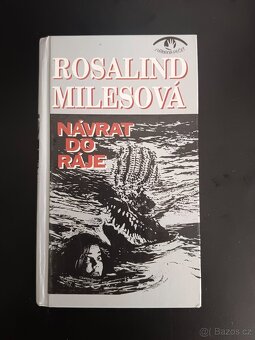 ROSALIND
MILESOVÁ
NÁVRAT
DO
RÁJE
Bazos.cz